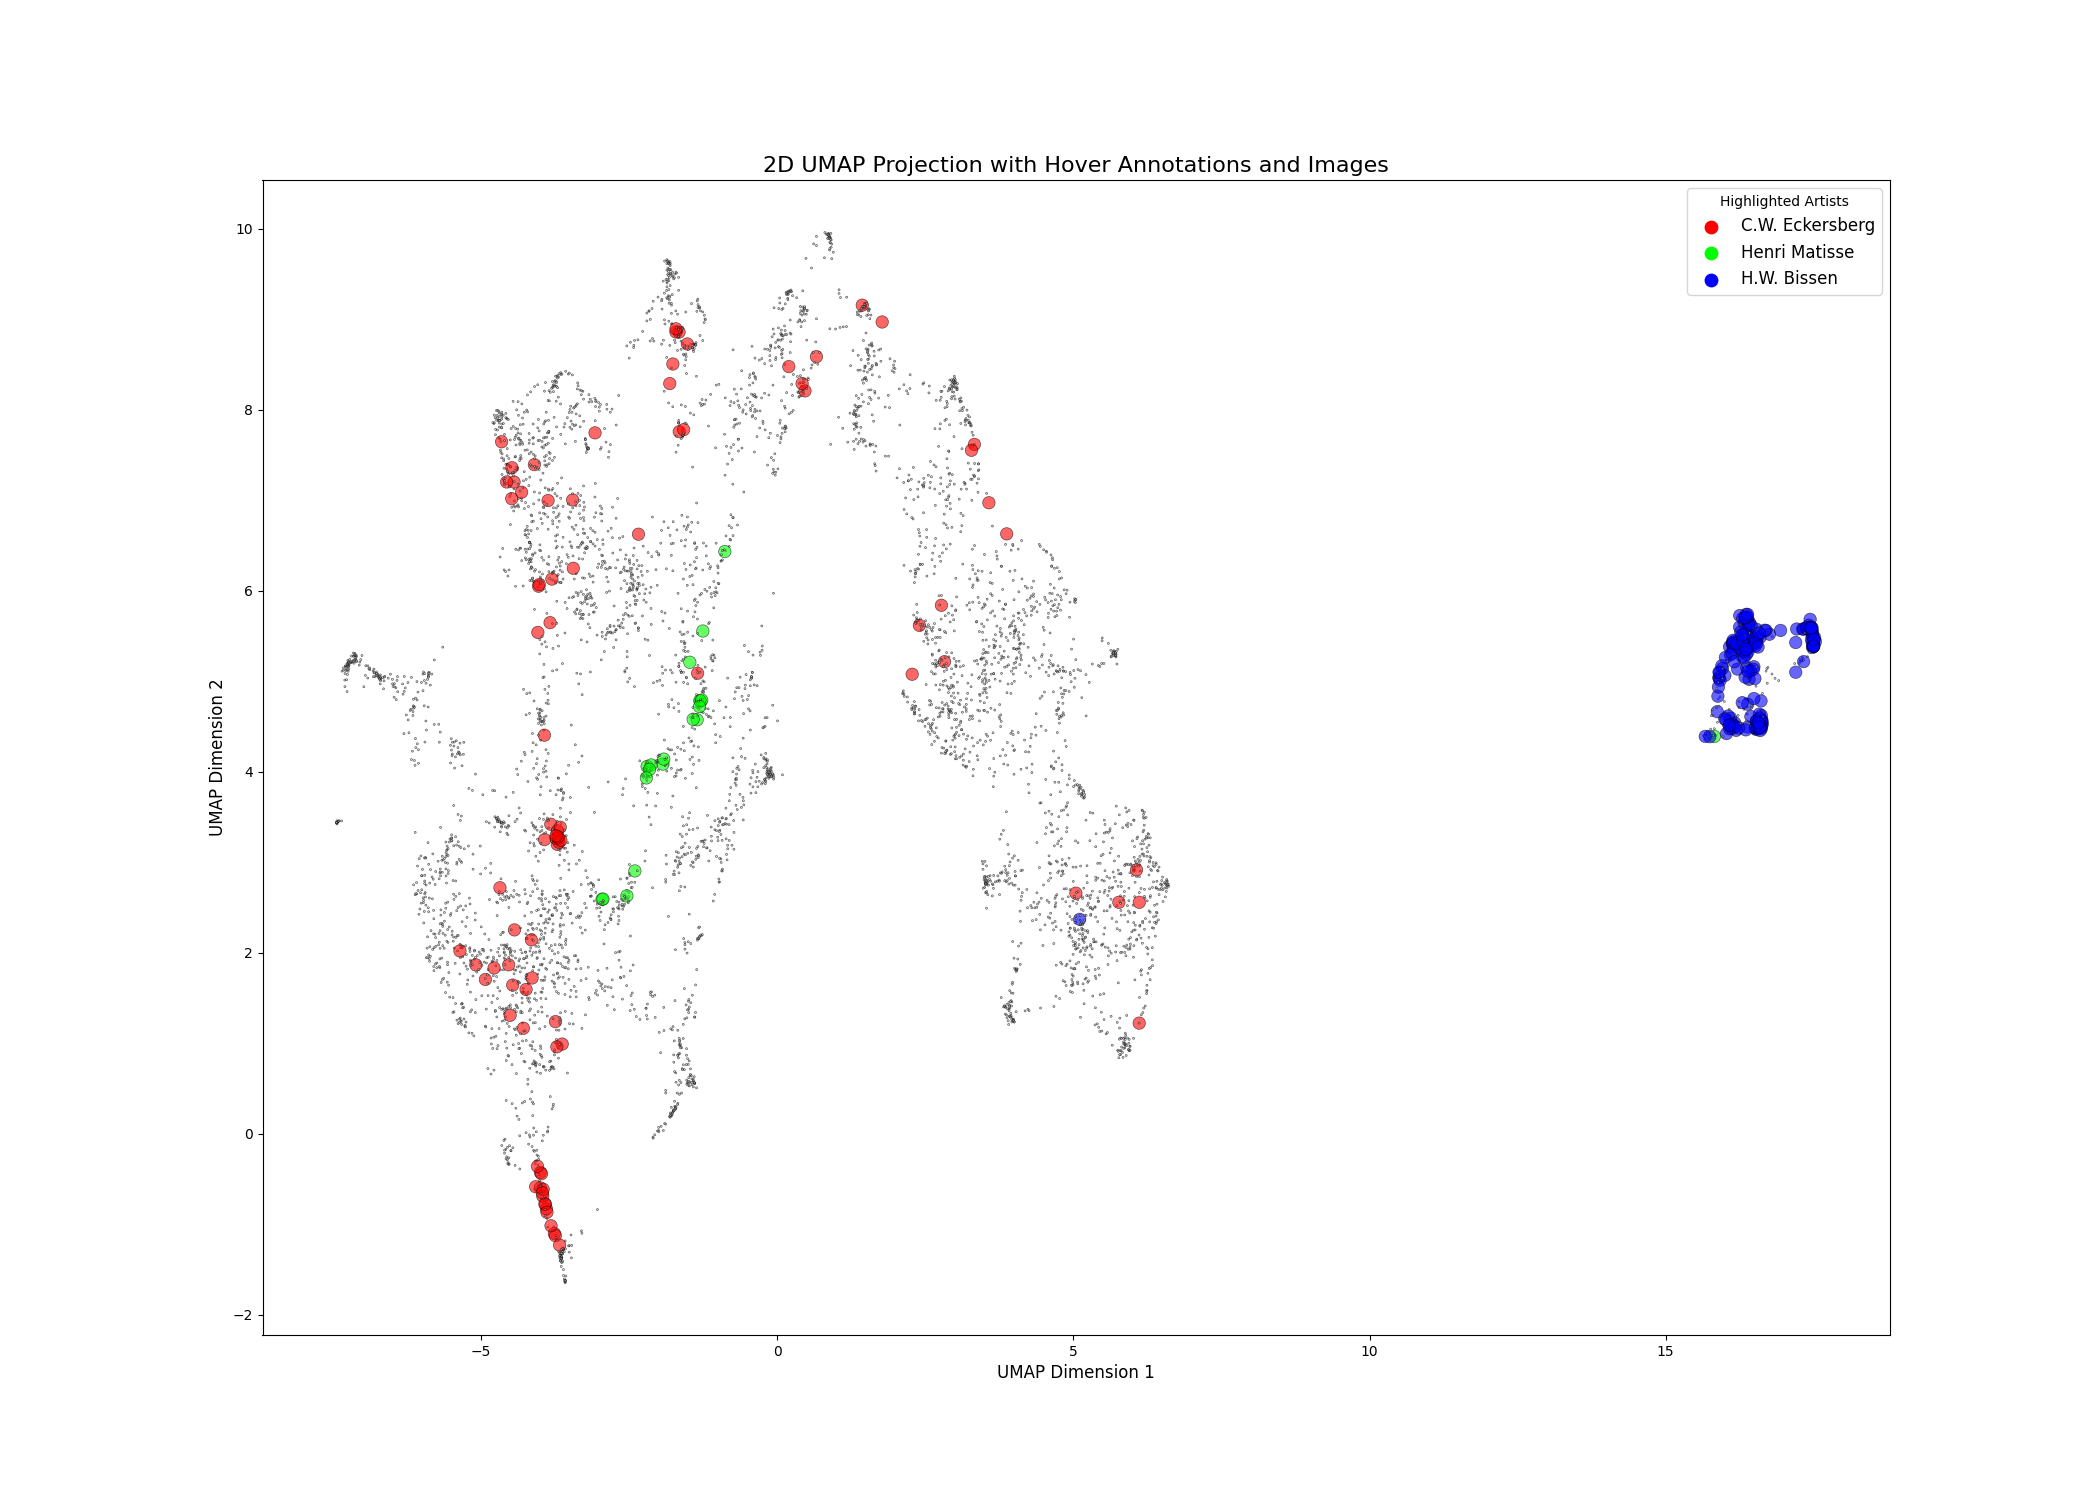 2D UMAP Projection with Hover Annotations and Images
Highlighted Artists
C.W. Eckersberg
Henri Matisse
H.W. Bissen
10
8
6
4
2
0
−2
UMAP Dimension 2
−5
0
5
10
15
UMAP Dimension 1